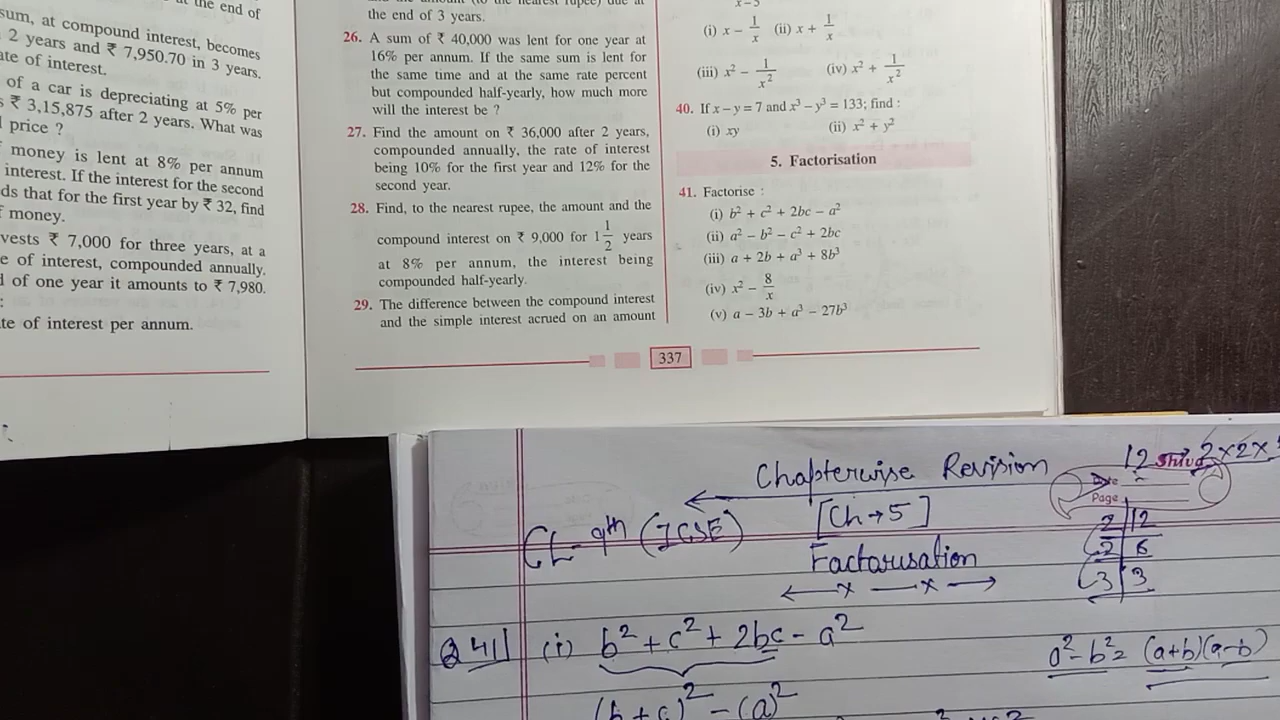 the end of
sum, at compound interest, becomes
2 years and ₹ 7,950.70 in 3 years.
ate of interest.
of a car is depreciating at 5% per
₹ 3,15,875 after 2 years. What was
l price ?
money is lent at 8% per annum
interest. If the interest for the second
ds that for the first year by ₹ 32, find
f money.
vests ₹ 7,000 for three years, at a
e of interest, compounded annually.
d of one year it amounts to ₹ 7,980.
:
te of interest per annum.
the end of 3 years.
26. A sum of ₹ 40,000 was lent for one year at
16% per annum. If the same sum is lent for
the same time and at the same rate percent
but compounded half-yearly, how much more
will the interest be ?
27. Find the amount on ₹ 36,000 after 2 years,
compounded annually, the rate of interest
being 10% for the first year and 12% for the
second year.
28. Find, to the nearest rupee, the amount and the
compound interest on ₹ 9,000 for 1 1/2 years
at 8% per annum, the interest being
compounded half-yearly.
29. The difference between the compound interest
and the simple interest acrued on an amount
x−5
(i) x − 1/x (ii) x + 1/x
(iii) x² − 1/x² (iv) x² + 1/x²
40. If x − y = 7 and x³ − y³ = 133; find :
(i) xy (ii) x² + y²
5. Factorisation
41. Factorise :
(i) b² + c² + 2bc − a²
(ii) a² − b² − c² + 2bc
(iii) a + 2b + a³ + 8b³
(iv) x² − 8/x
(v) a − 3b + a³ − 27b³
337
Chapterwise Revision
CL-9th (ICSE) [Ch→5]
Factorisation
12 → 2×2×
Shiva
Page
2 | 12
2 | 6
3 | 3
Q 41 (i) b² + c² + 2bc − a²
a² − b² = (a+b)(a−b)
(b + c)² − (a)²